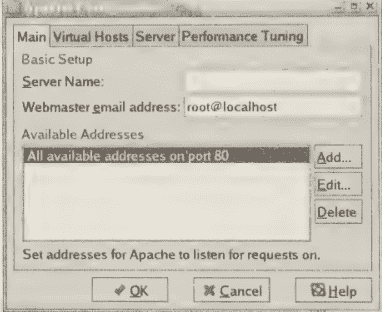 Main Virtual Hosts Server Performance Tuning
Basic Setup
Server Name:
Webmaster email address: root@localhost
Available Addresses
All available addresses on port 80
Add...
Edit...
Delete
Set addresses for Apache to listen for requests on.
OK Cancel Help